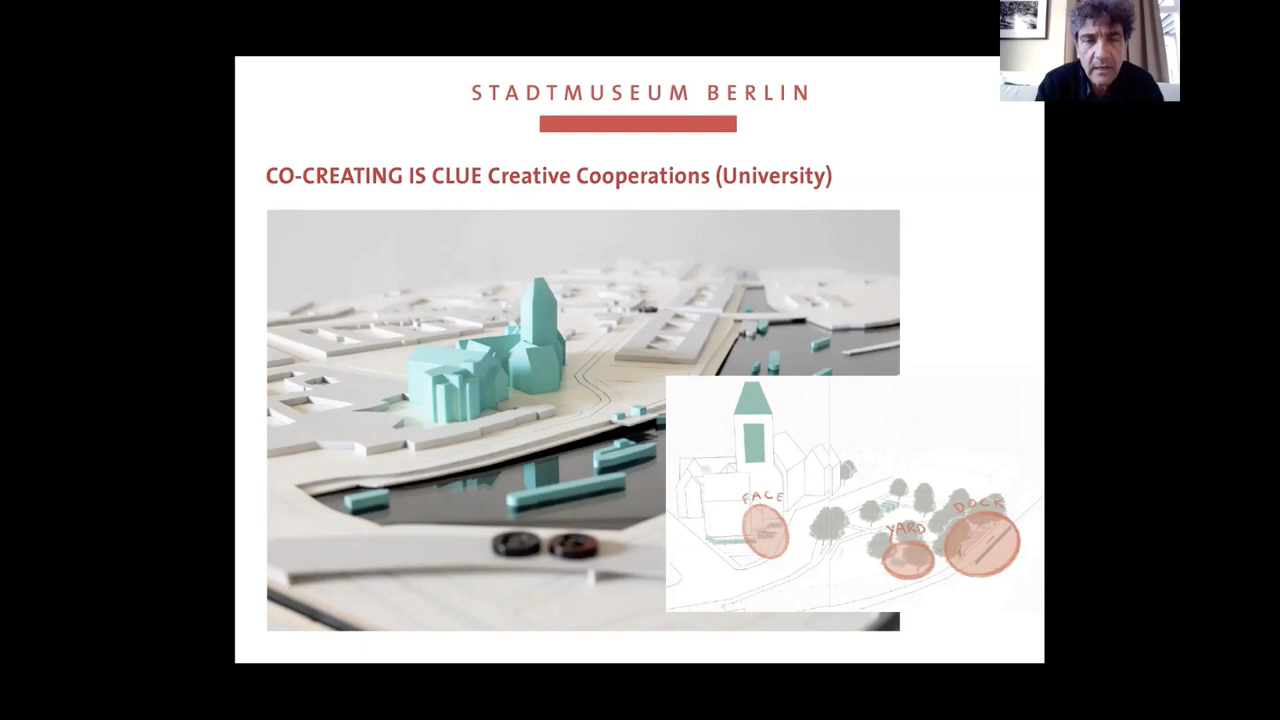 STADTMUSEUM BERLIN
CO-CREATING IS CLUE Creative Cooperations (University)
FACE
YARD
DOCK